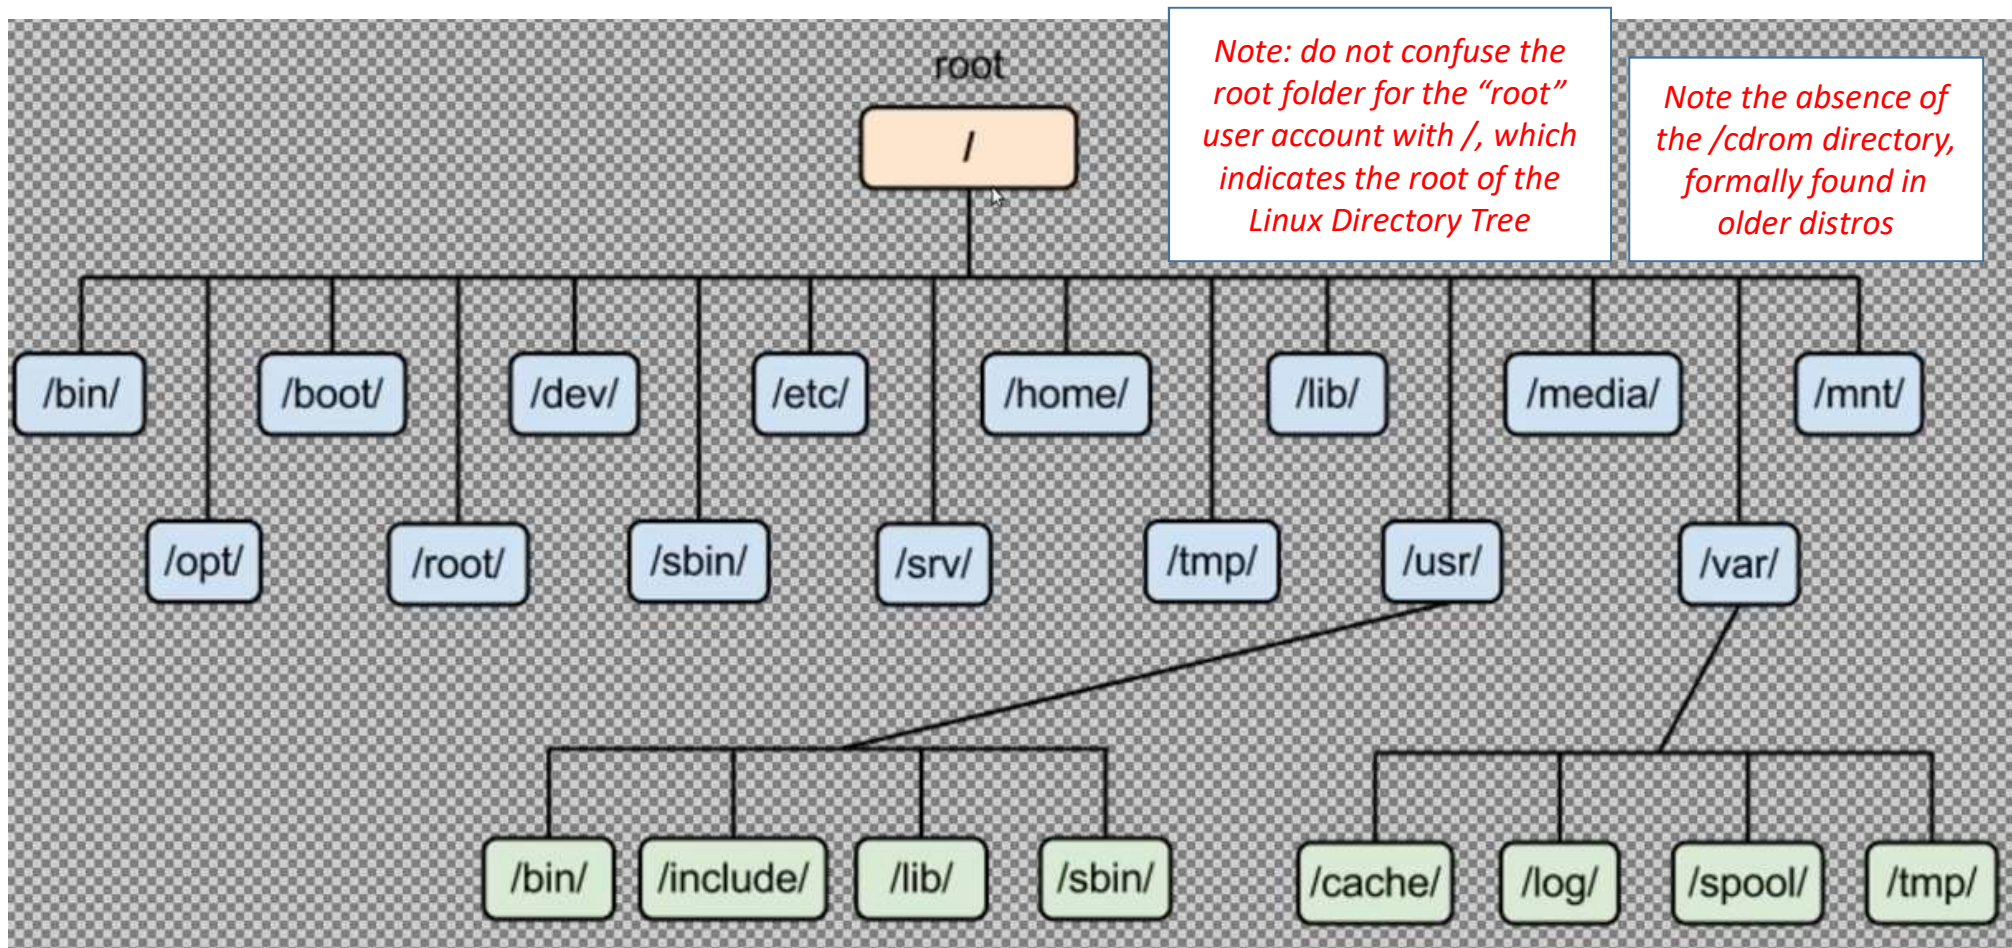 root
/
Note: do not confuse the
root folder for the “root”
user account with /, which
indicates the root of the
Linux Directory Tree
Note the absence of
the /cdrom directory,
formally found in
older distros
/bin/
/boot/
/dev/
/etc/
/home/
/lib/
/media/
/mnt/
/opt/
/root/
/sbin/
/srv/
/tmp/
/usr/
/var/
/bin/
/include/
/lib/
/sbin/
/cache/
/log/
/spool/
/tmp/